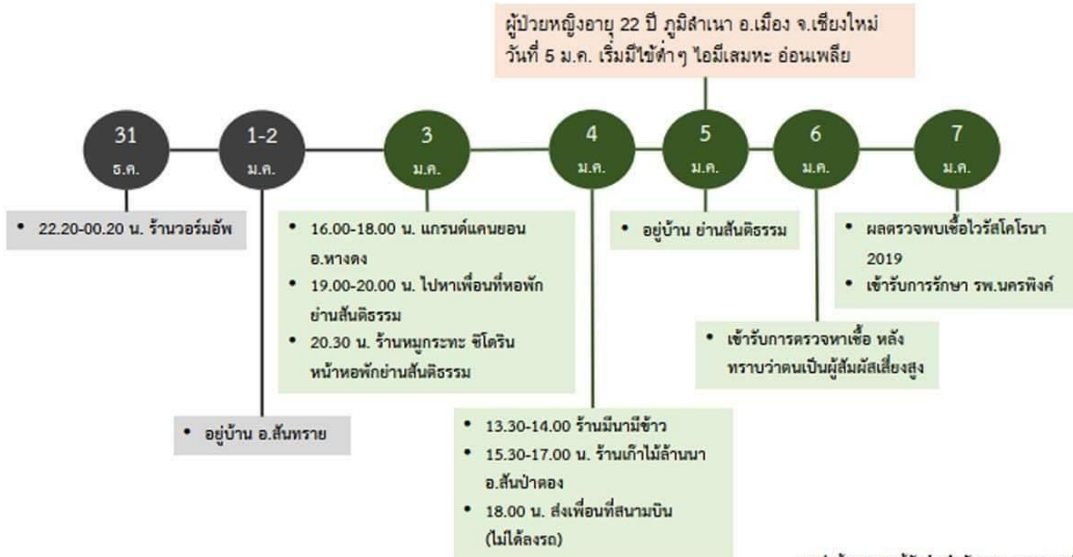 ผู้ป่วยหญิงอายุ 22 ปี ภูมิลำเนา อ.เมือง จ.เชียงใหม่
วันที่ 5 ม.ค. เริ่มมีไข้ต่ำๆ ไอมีเสมหะ อ่อนเพลีย
31
ธ.ค.
1-2
ม.ค.
3
ม.ค.
4
ม.ค.
5
ม.ค.
6
ม.ค.
7
ม.ค.
• 22.20-00.20 น. ร้านวอร์มอัพ
• อยู่บ้าน อ.สันทราย
• 16.00-18.00 น. แกรนด์แคนยอน
อ.หางดง
• 19.00-20.00 น. ไปหาเพื่อนที่หอพัก
ย่านสันติธรรม
• 20.30 น. ร้านหมูกระทะ ชิโดริน
หน้าหอพักย่านสันติธรรม
• 13.30-14.00 ร้านมีนามีข้าว
• 15.30-17.00 น. ร้านเก๊าไม้ล้านนา
อ.สันป่าตอง
• 18.00 น. ส่งเพื่อนที่สนามบิน
(ไม่ได้ลงรถ)
• อยู่บ้าน ย่านสันติธรรม
• เข้ารับการตรวจหาเชื้อ หลัง
ทราบว่าตนเป็นผู้สัมผัสเสี่ยงสูง
• ผลตรวจพบเชื้อไวรัสโคโรนา
2019
• เข้ารับการรักษา รพ.นครพิงค์